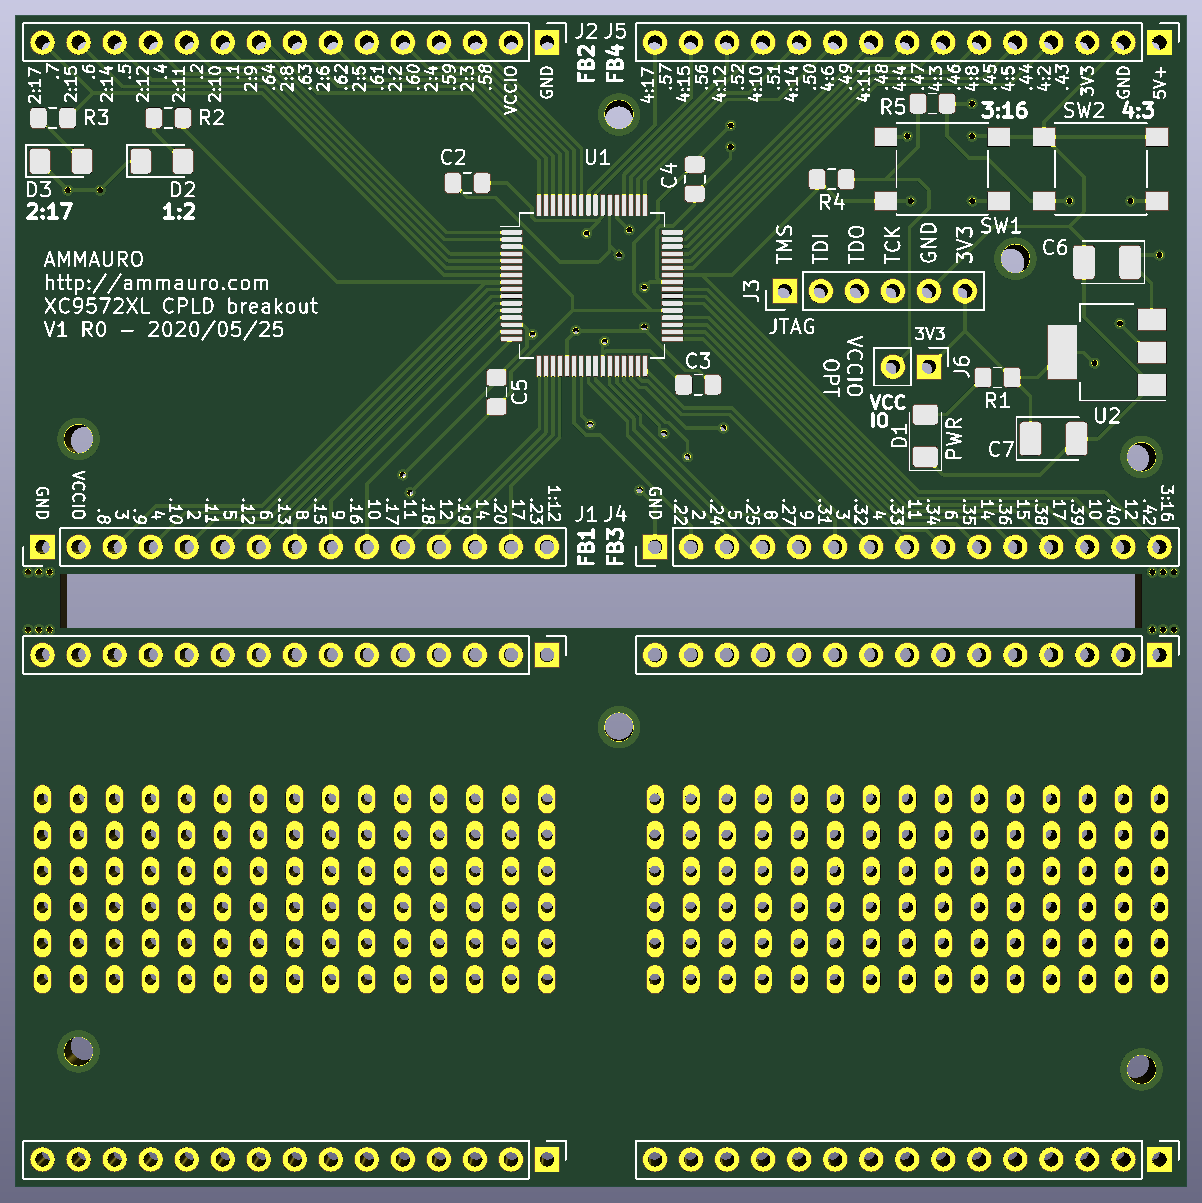 J2 J5
FB2 FB4
2:17 .7 2:15 .6 2:14 .5 2:12 .4 2:11 .2 2:10 .1 2:9 .64 2:8 .63 2:6 .62 2:5 .61 2:2 .60 2:4 .59 2:3 .58 VCCIO GND
4:17 .57 4:15 .56 4:12 .52 4:10 .51 4:14 .50 4:6 .49 4:11 .48 4:4 .47 4:3 .46 4:8 .45 4:5 .44 4:2 .43 3V3 GND 5V+
R3
R2
R5
3:16
SW2
4:3
C2
U1
C4
R4
D3
2:17
D2
1:2
SW1
AMMAURO
http://ammauro.com
XC9572XL CPLD breakout
V1 R0 – 2020/05/25
TMS TDI TDO TCK GND 3V3
J3
JTAG
C6
C5
C3
VCCIO
OPT
3V3
J6
VCC
IO
R1
U2
D1
PWR
C7
GND VCCIO .8 3 .9 4 .10 2 .11 5 .12 6 .13 8 .15 9 .16 10 .17 11 .18 12 .19 14 .20 17 .23 1:12
GND .22 2 .24 5 .25 8 .27 9 .31 3 .32 4 .33 11 .34 6 .35 14 .36 15 .38 17 .39 10 .40 12 .42 3:16
J1 J4
FB1 FB3